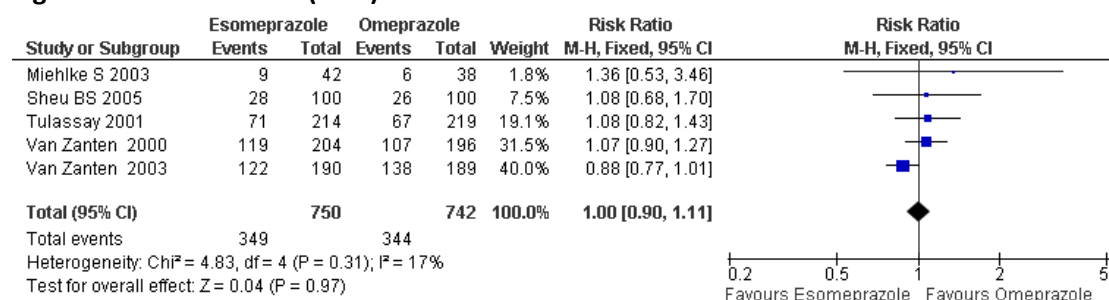 Esomeprazole Omeprazole Risk Ratio Risk Ratio
Study or Subgroup Events Total Events Total Weight M-H, Fixed, 95% CI M-H, Fixed, 95% CI
Miehlke S 2003 9 42 6 38 1.8% 1.36 [0.53, 3.46]
Sheu BS 2005 28 100 26 100 7.5% 1.08 [0.68, 1.70]
Tulassay 2001 71 214 67 219 19.1% 1.08 [0.82, 1.43]
Van Zanten 2000 119 204 107 196 31.5% 1.07 [0.90, 1.27]
Van Zanten 2003 122 190 138 189 40.0% 0.88 [0.77, 1.01]
Total (95% CI) 750 742 100.0% 1.00 [0.90, 1.11]
Total events 349 344
Heterogeneity: Chi² = 4.83, df = 4 (P = 0.31); I² = 17%
Test for overall effect: Z = 0.04 (P = 0.97)
0.2 0.5 1 2 5
Favours Esomeprazole Favours Omeprazole